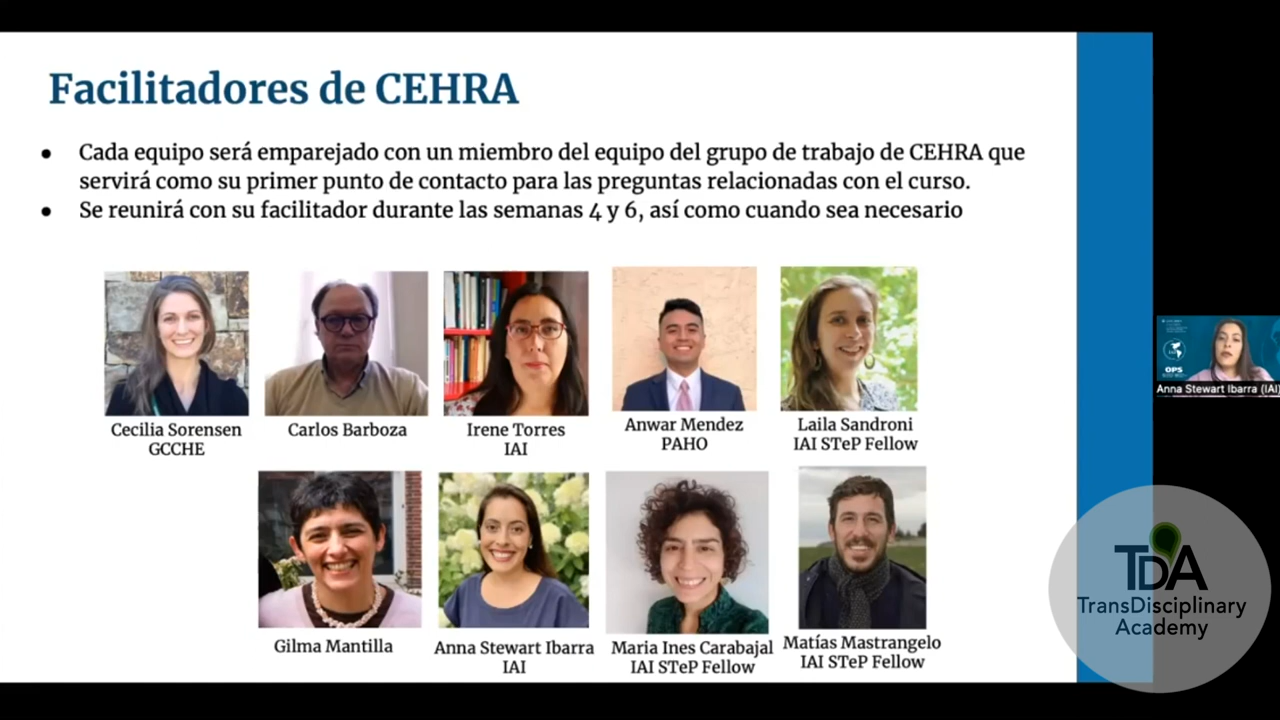 Facilitadores de CEHRA
● Cada equipo será emparejado con un miembro del equipo del grupo de trabajo de CEHRA que
servirá como su primer punto de contacto para las preguntas relacionadas con el curso.
● Se reunirá con su facilitador durante las semanas 4 y 6, así como cuando sea necesario
Cecilia Sorensen
GCCHE
Carlos Barboza
Irene Torres
IAI
Anwar Mendez
PAHO
Laila Sandroni
IAI STeP Fellow
OPS
Anna Stewart Ibarra (IAI)
Gilma Mantilla
Anna Stewart Ibarra
IAI
Maria Ines Carabajal
IAI STeP Fellow
Matías Mastrangelo
IAI STeP Fellow
TDA
TransDisciplinary
Academy